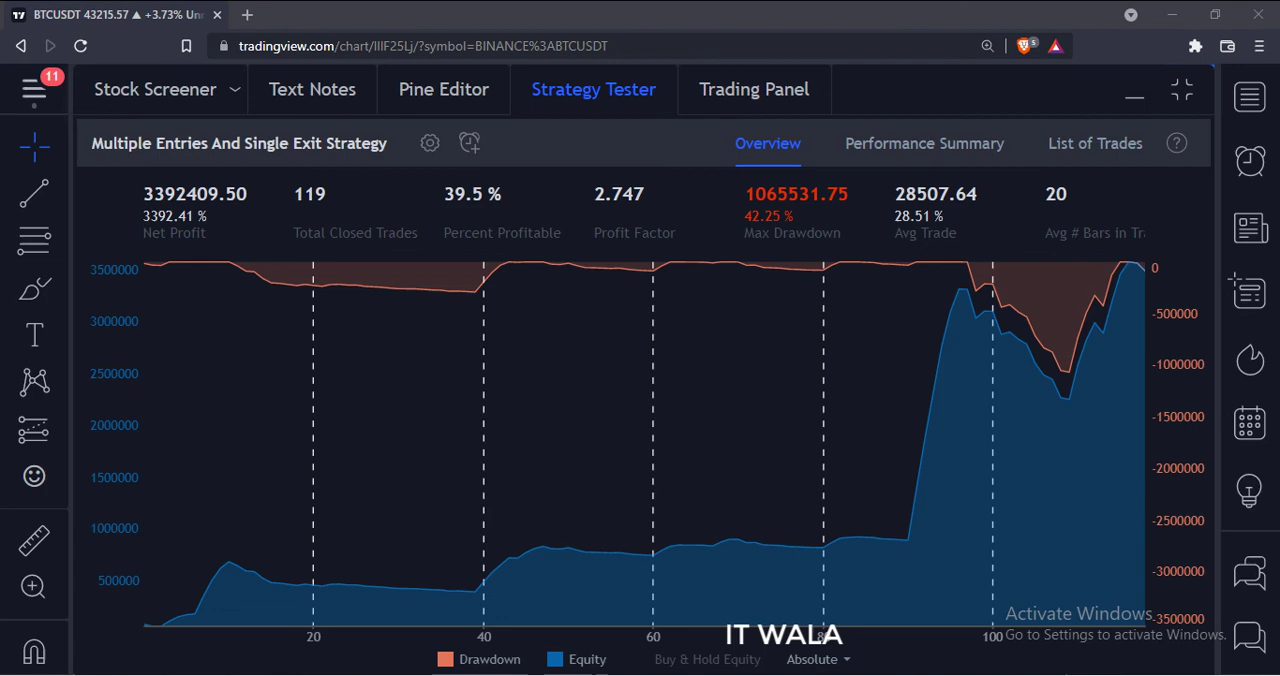 BTCUSDT 43215.57 ▲ +3.73% Unn
tradingview.com/chart/IIIF25Lj/?symbol=BINANCE%3ABTCUSDT
5
11
Stock Screener Text Notes Pine Editor Strategy Tester Trading Panel
Multiple Entries And Single Exit Strategy Overview Performance Summary List of Trades ?
3392409.50 119 39.5 % 2.747 1065531.75 28507.64 20
3392.41 % 42.25 % 28.51 %
Net Profit Total Closed Trades Percent Profitable Profit Factor Max Drawdown Avg Trade Avg # Bars in Tra
3500000 0
3000000 -500000
2500000 -1000000
2000000 -1500000
1500000 -2000000
1000000 -2500000
500000 -3000000
-3500000
20 40 60 80 100
IT WALA
Activate Windows
Go to Settings to activate Windows.
Drawdown Equity Buy & Hold Equity Absolute